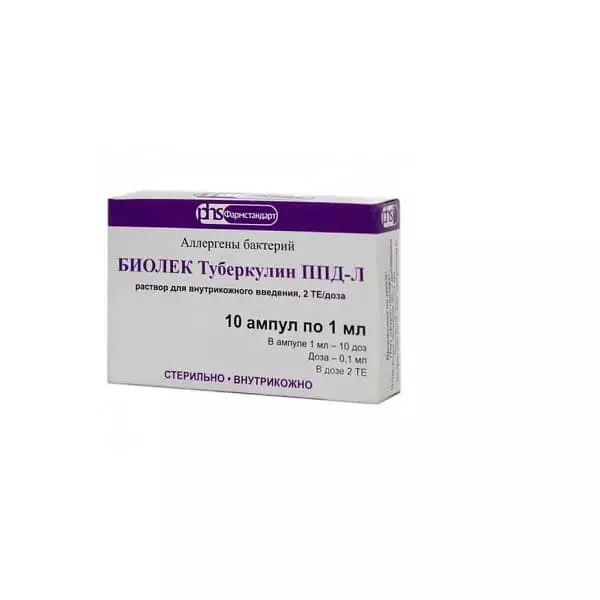 phs Фармстандарт
Аллергены бактерий
БИОЛЕК Туберкулин ППД-Л
раствор для внутрикожного введения, 2 ТЕ/доза
10 ампул по 1 мл
В ампуле 1 мл – 10 доз
Доза – 0,1 мл
В дозе 2 ТЕ
СТЕРИЛЬНО • ВНУТРИКОЖНО
phs